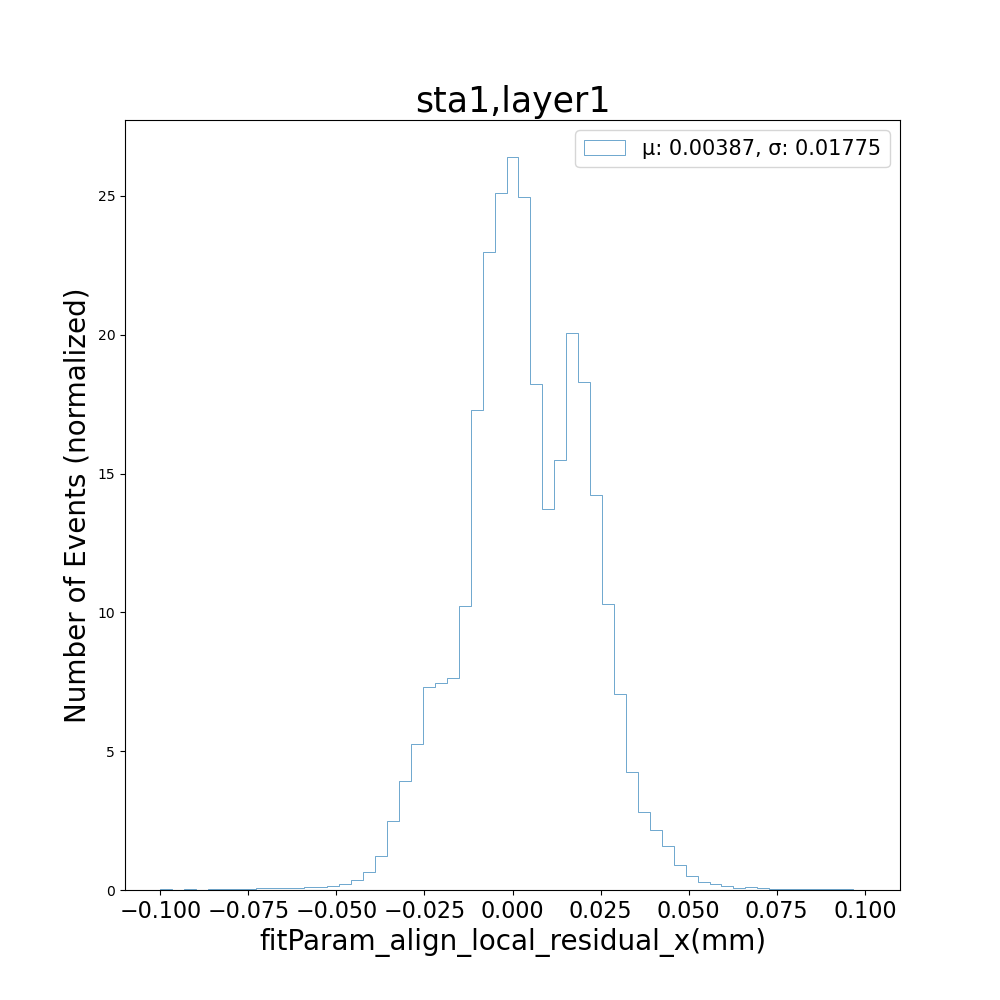 sta1,layer1
μ: 0.00387, σ: 0.01775
Number of Events (normalized)
25
20
15
10
5
0
−0.100 −0.075 −0.050 −0.025 0.000 0.025 0.050 0.075 0.100
fitParam_align_local_residual_x(mm)